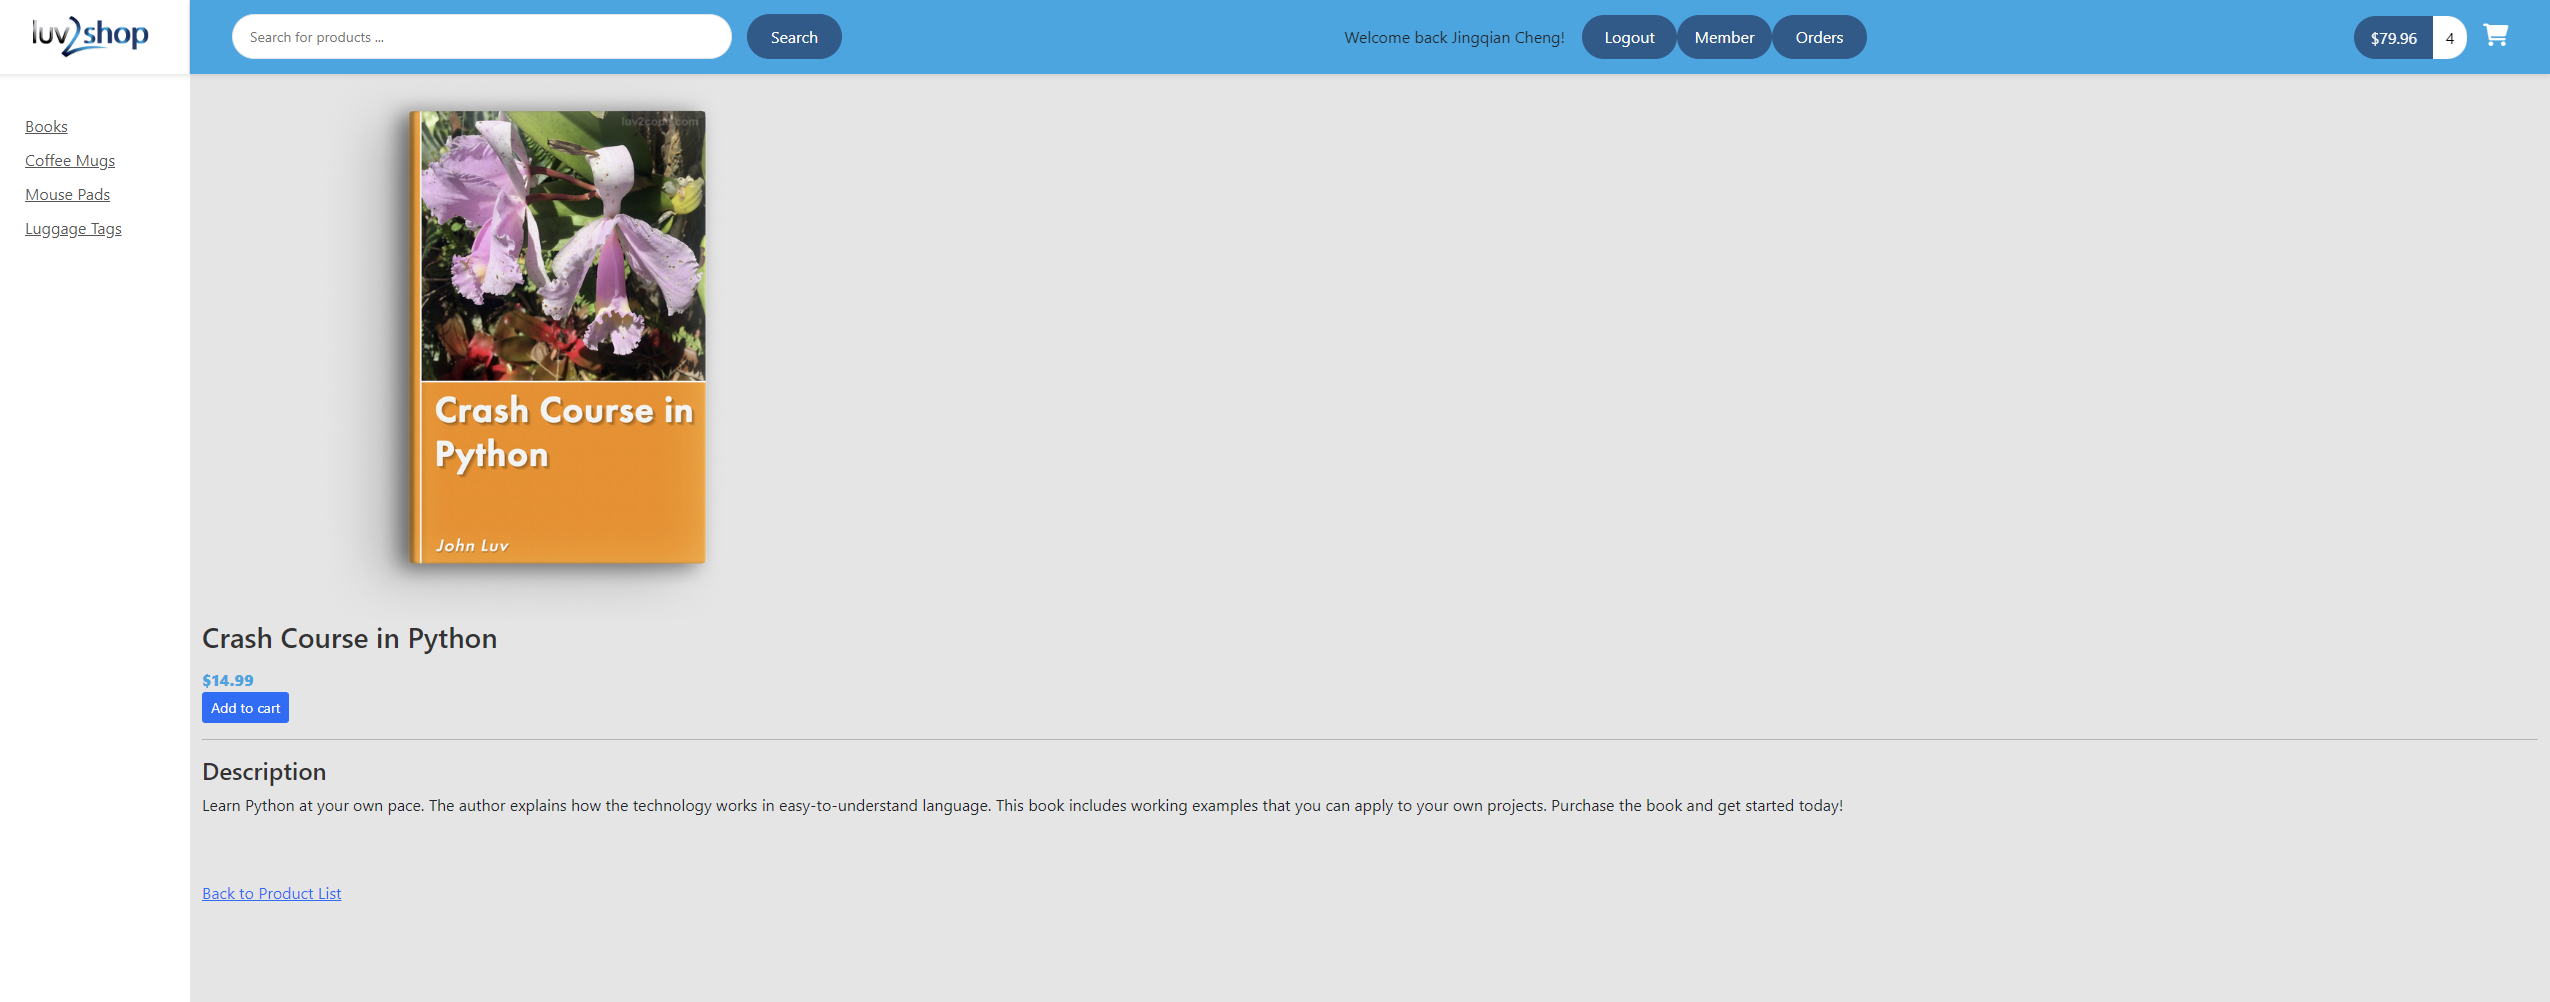 luv2shop
Search for products ...
Search
Welcome back Jingqian Cheng!
Logout
Member
Orders
$79.96
4
Books
Coffee Mugs
Mouse Pads
Luggage Tags
luv2code.com
Crash Course in
Python
John Luv
Crash Course in Python
$14.99
Add to cart
Description
Learn Python at your own pace. The author explains how the technology works in easy-to-understand language. This book includes working examples that you can apply to your own projects. Purchase the book and get started today!
Back to Product List